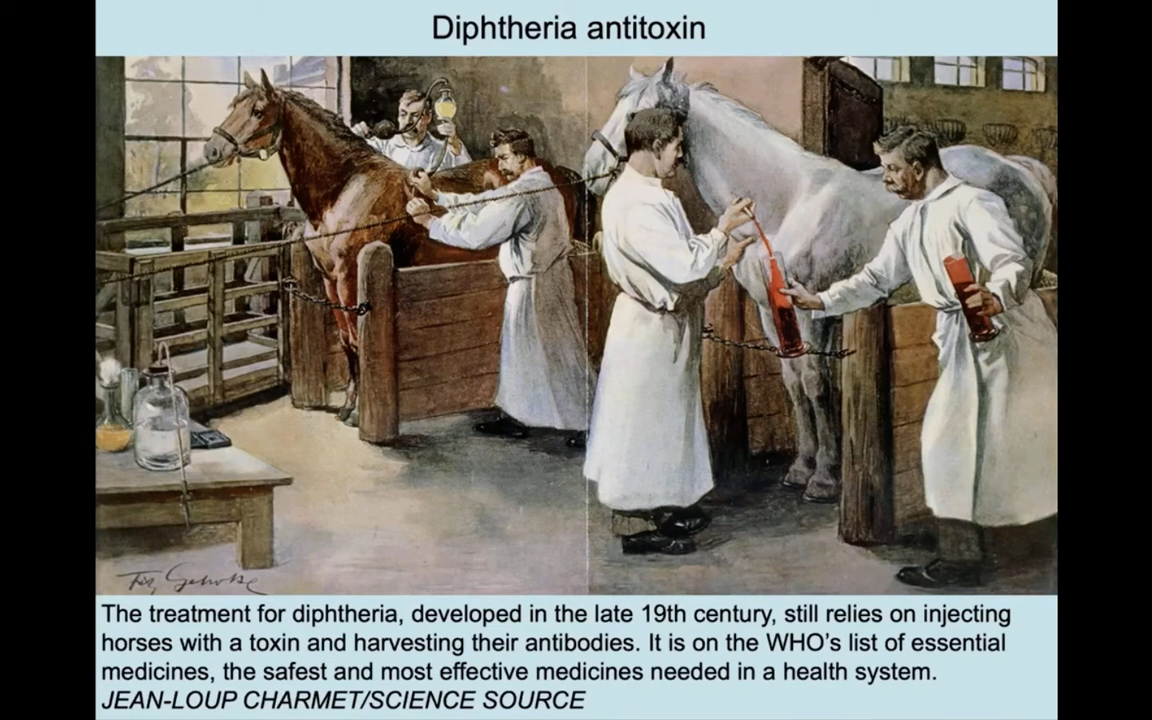 Diphtheria antitoxin
The treatment for diphtheria, developed in the late 19th century, still relies on injecting
horses with a toxin and harvesting their antibodies. It is on the WHO's list of essential
medicines, the safest and most effective medicines needed in a health system.
JEAN-LOUP CHARMET/SCIENCE SOURCE